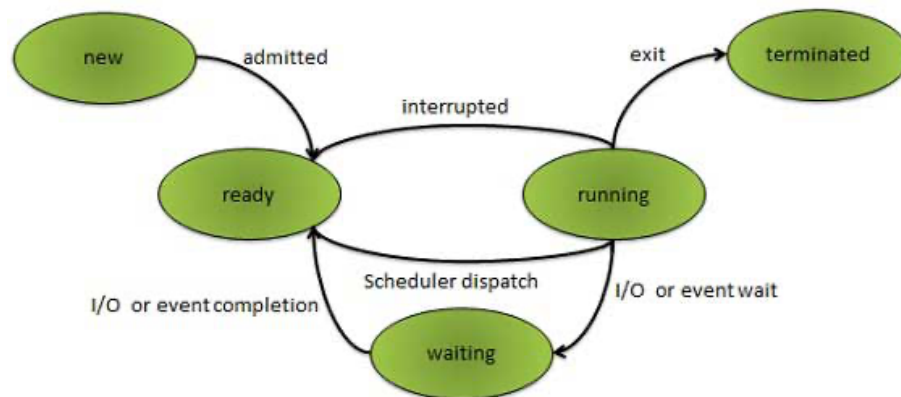 new
admitted
exit
terminated
interrupted
ready
running
Scheduler dispatch
I/O or event completion
I/O or event wait
waiting